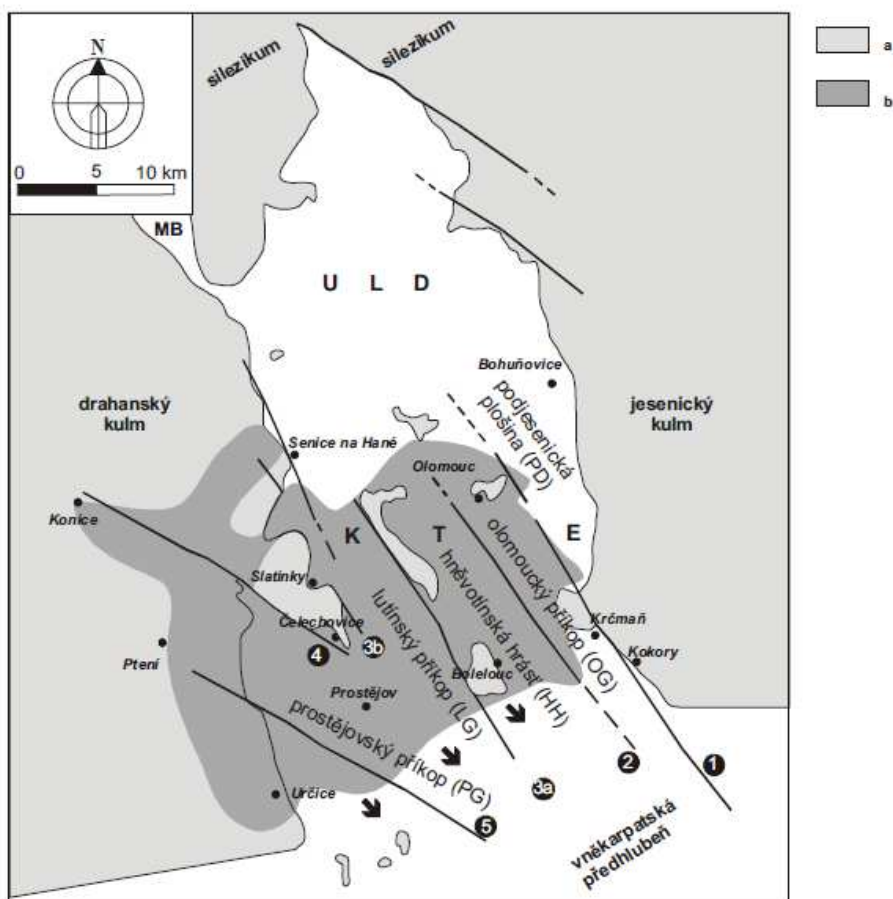 silezikum
silezikum
N
0 5 10 km
a
b
MB
U L D
Bohuňovice
drahanský
kulm
jesenický
kulm
podjesenická
plošina (PD)
Senice na Hané
Olomouc
Konice
K T E
Slatinky
olomoucký příkop (OG)
hněvotínská hrásť (HH)
lutínský příkop (LG)
Čelechovice
Krčmaň
Kokory
Ptení
4
3b
Bolelouc
Prostějov
prostějovský příkop (PG)
Určice
3a
2
1
5
vněkarpatská
předhlubeň